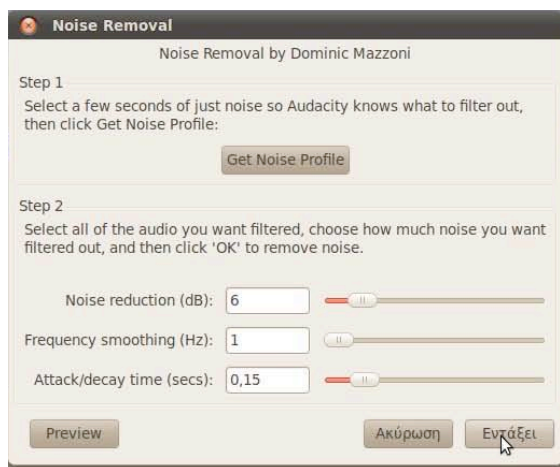 Noise Removal
Noise Removal by Dominic Mazzoni
Step 1
Select a few seconds of just noise so Audacity knows what to filter out,
then click Get Noise Profile:
Get Noise Profile
Step 2
Select all of the audio you want filtered, choose how much noise you want
filtered out, and then click 'OK' to remove noise.
Noise reduction (dB): 6
Frequency smoothing (Hz): 1
Attack/decay time (secs): 0,15
Preview Ακύρωση Εντάξει